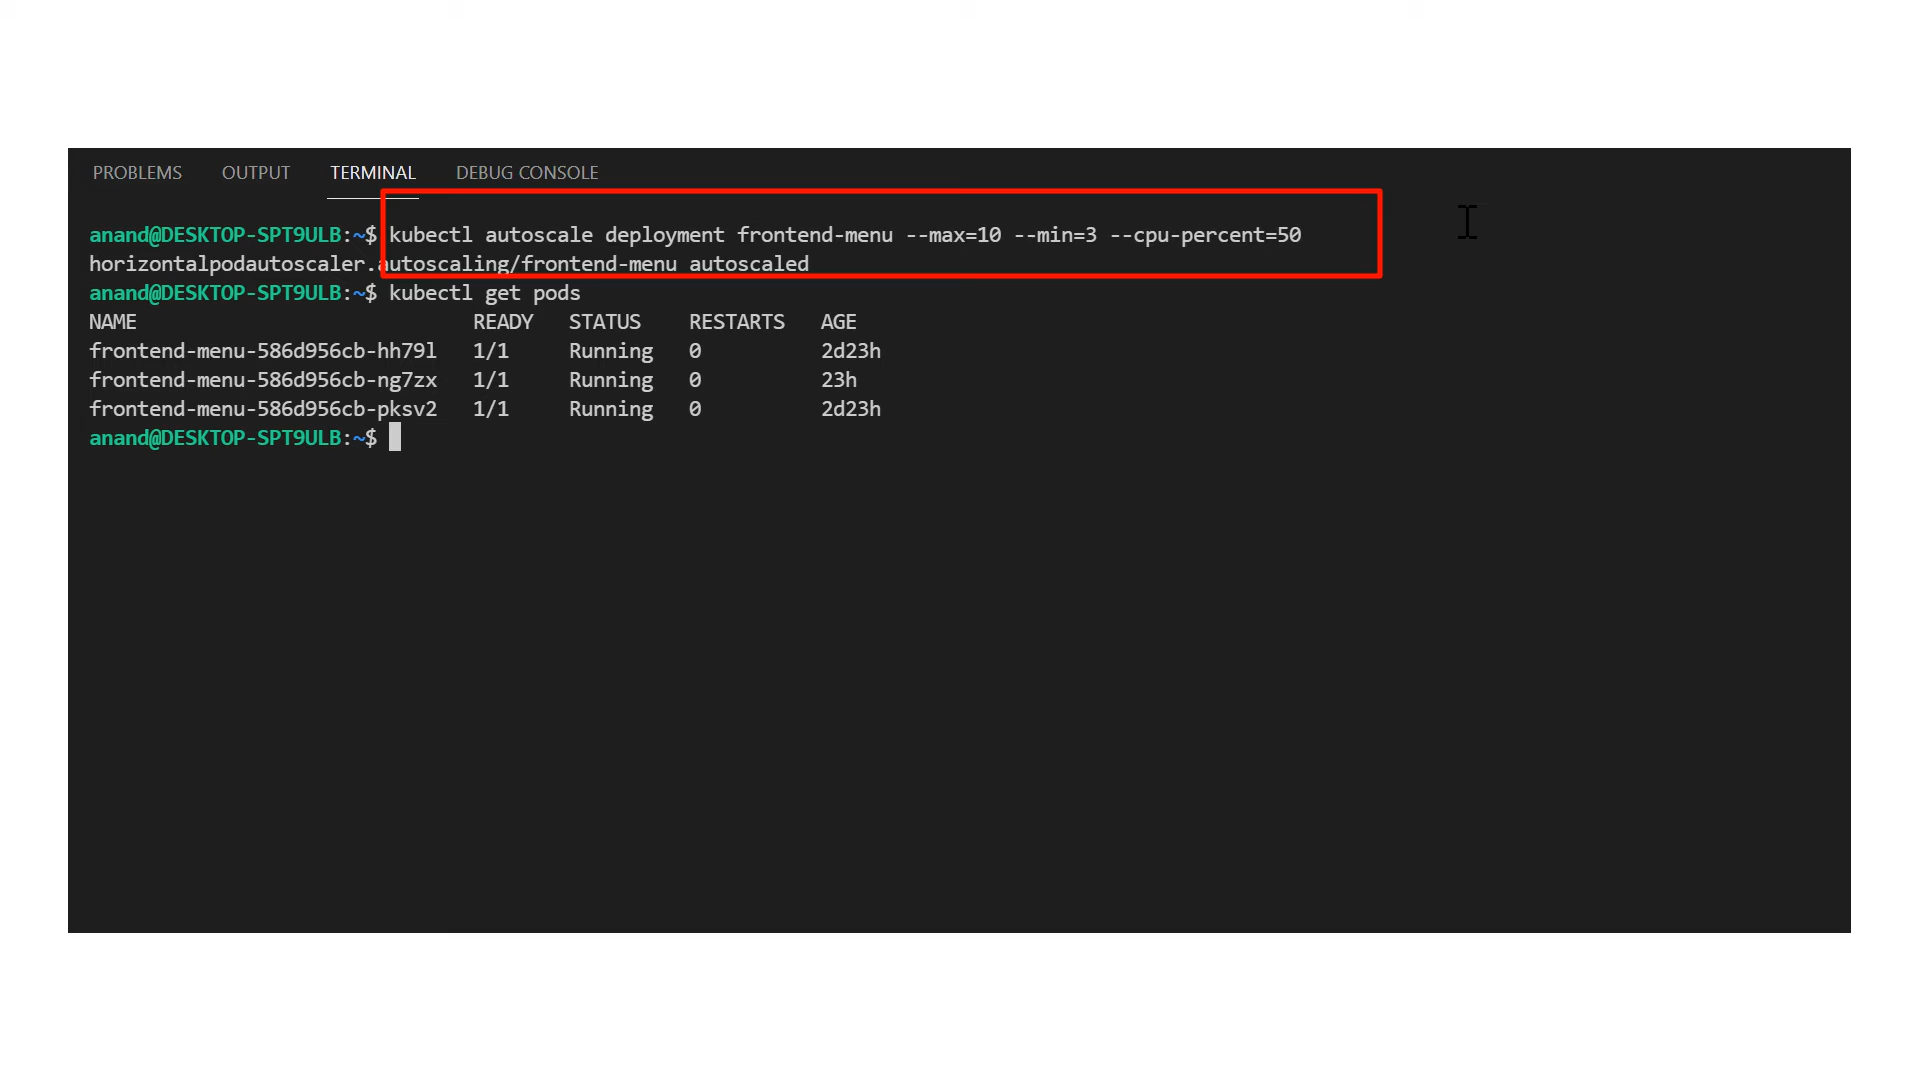 PROBLEMS OUTPUT TERMINAL DEBUG CONSOLE
anand@DESKTOP-SPT9ULB:~$ kubectl autoscale deployment frontend-menu --max=10 --min=3 --cpu-percent=50
horizontalpodautoscaler.autoscaling/frontend-menu autoscaled
anand@DESKTOP-SPT9ULB:~$ kubectl get pods
NAME READY STATUS RESTARTS AGE
frontend-menu-586d956cb-hh79l 1/1 Running 0 2d23h
frontend-menu-586d956cb-ng7zx 1/1 Running 0 23h
frontend-menu-586d956cb-pksv2 1/1 Running 0 2d23h
anand@DESKTOP-SPT9ULB:~$